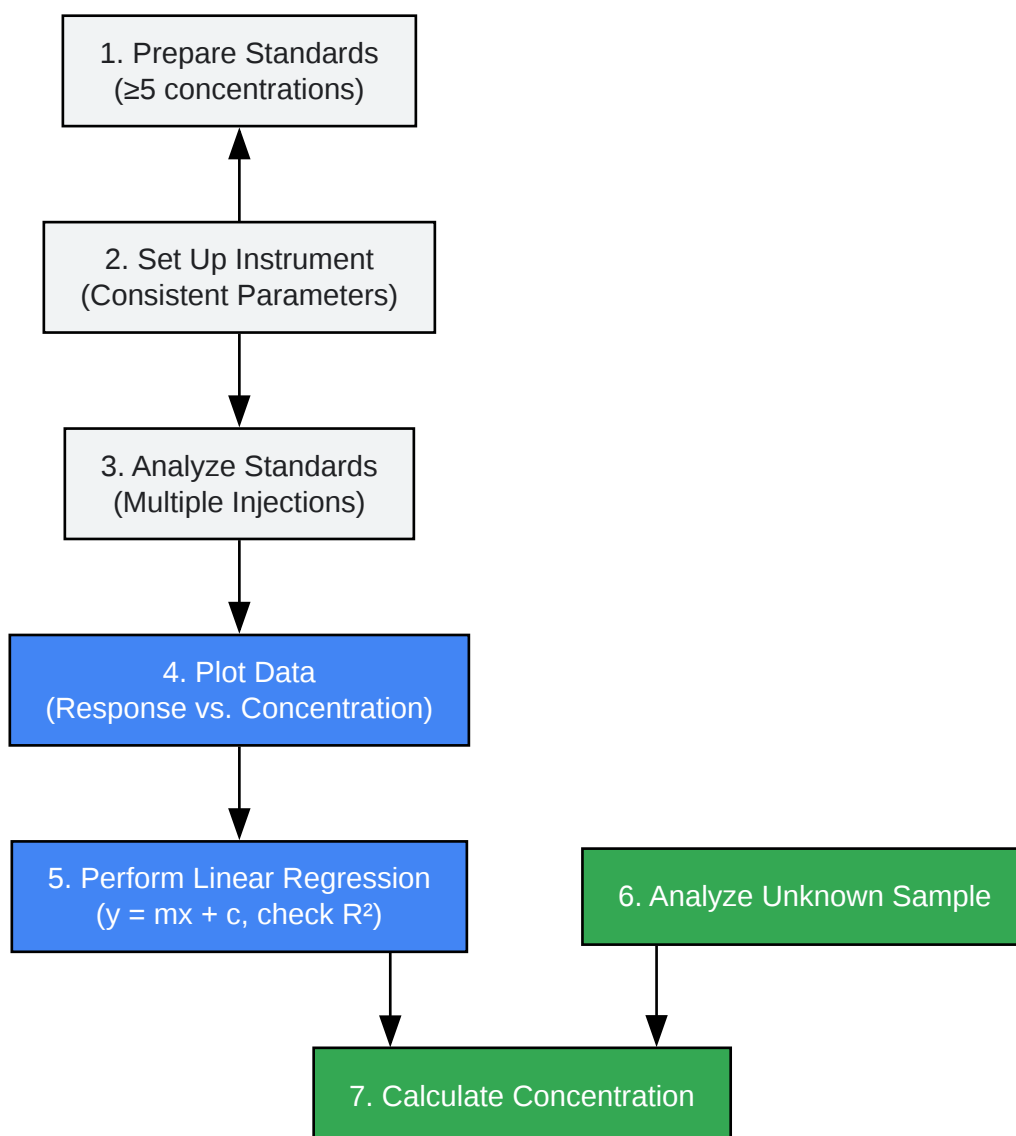 1. Prepare Standards
(≥5 concentrations)
2. Set Up Instrument
(Consistent Parameters)
3. Analyze Standards
(Multiple Injections)
4. Plot Data
(Response vs. Concentration)
5. Perform Linear Regression
(y = mx + c, check R²)
6. Analyze Unknown Sample
7. Calculate Concentration